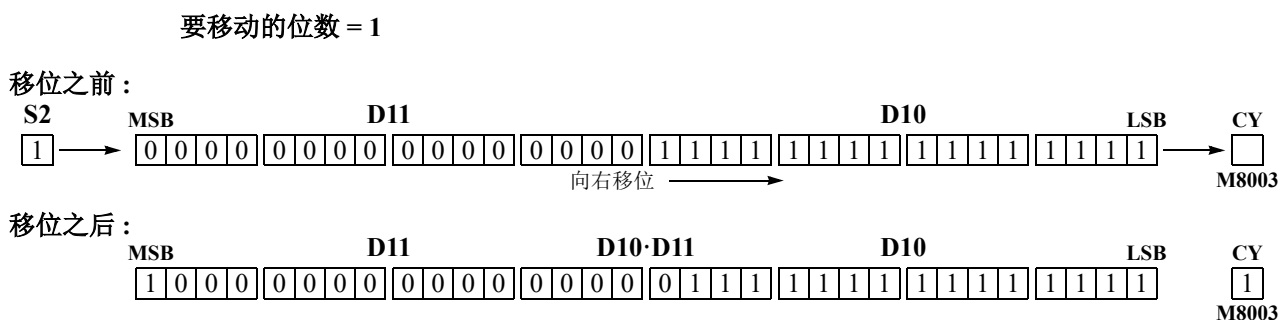 要移动的位数 = 1
移位之前 :
S2 MSB D11 D10 LSB CY
1 0 0 0 0 0 0 0 0 0 0 0 0 0 0 0 0 1 1 1 1 1 1 1 1 1 1 1 1 1 1 1 1
向右移位 M8003
移位之后 :
MSB D11 D10·D11 D10 LSB CY
1 0 0 0 0 0 0 0 0 0 0 0 0 0 0 0 0 1 1 1 1 1 1 1 1 1 1 1 1 1 1 1 1
M8003